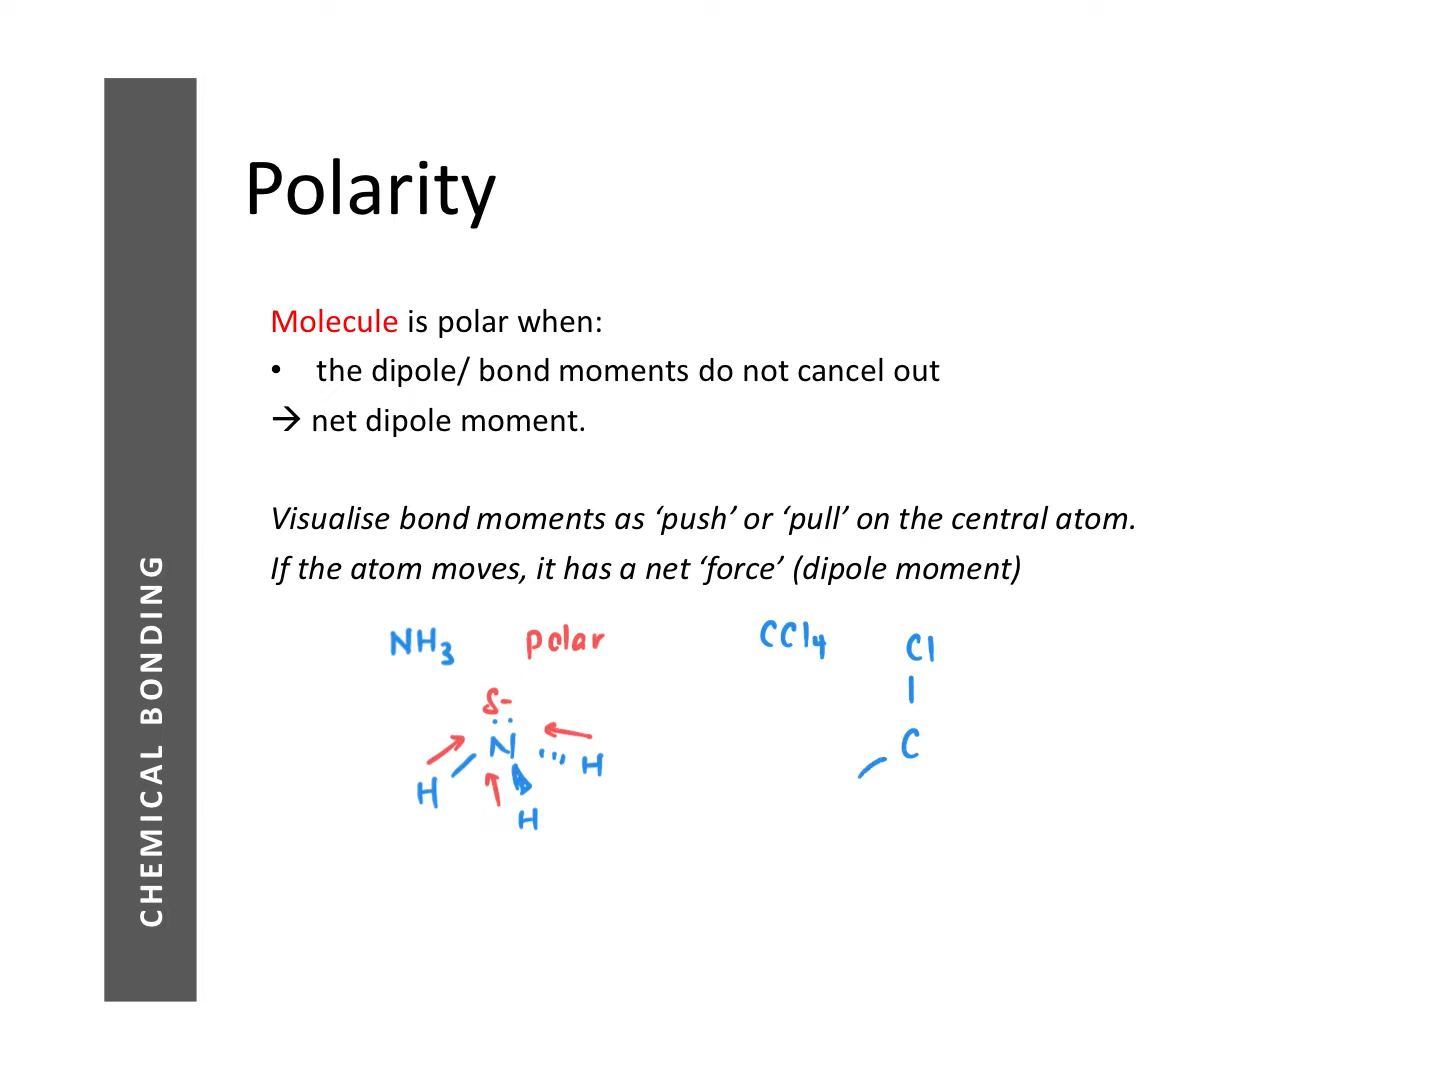 CHEMICAL BONDING
Polarity
Molecule is polar when:
• the dipole/ bond moments do not cancel out
→ net dipole moment.
Visualise bond moments as ‘push’ or ‘pull’ on the central atom.
If the atom moves, it has a net ‘force’ (dipole moment)
NH₃ polar
δ-
N
H H
H
CCl₄
Cl
C